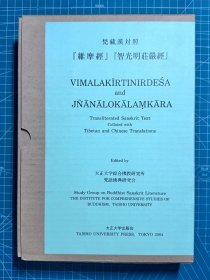 梵蔵漢対照
『維摩經』『智光明莊嚴經』
VIMALAKĪRTINIRDEŚA
and
JÑĀNĀLOKĀLAṂKĀRA
Transliterated Sanskrit Text
Collated with
Tibetan and Chinese Translations
Edited by
大正大学綜合佛教研究所
梵語佛典研究会
Study Group on Buddhist Sanskrit Literature
THE INSTITUTE FOR COMPREHENSIVE STUDIES OF
BUDDHISM, TAISHO UNIVERSITY
大正大学出版会
TAISHO UNIVERSITY PRESS, TOKYO 2004